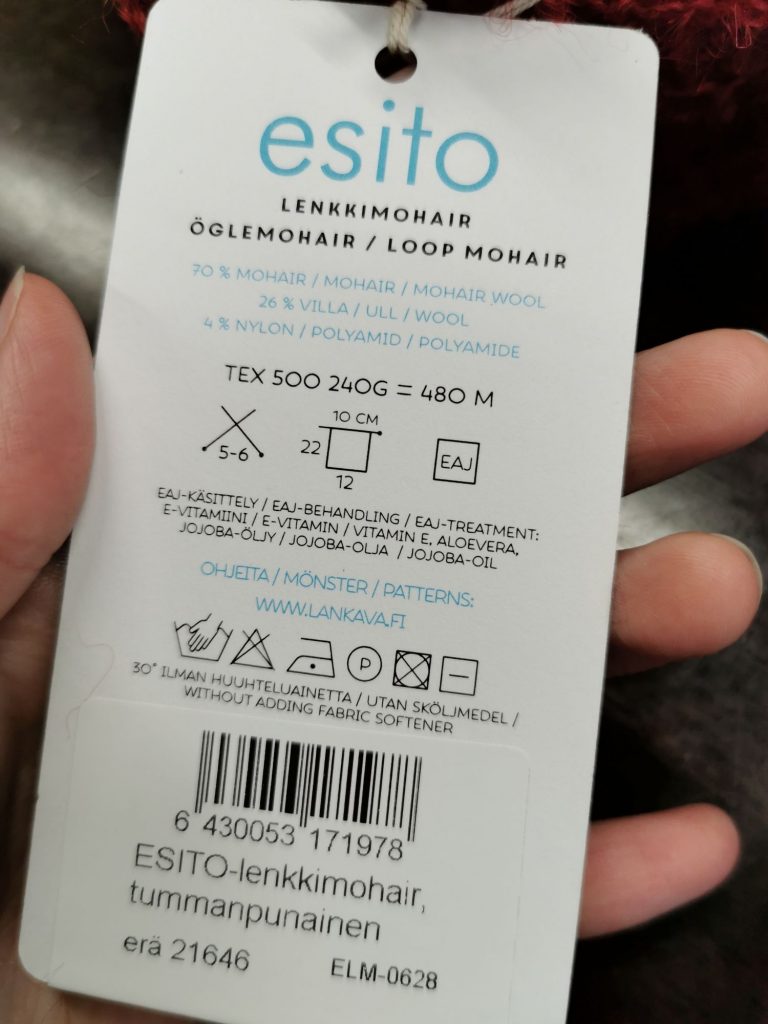 esito
LENKKIMOHAIR
ÖGLEMOHAIR / LOOP MOHAIR
70 % MOHAIR / MOHAIR / MOHAIR WOOL
26 % VILLA / ULL / WOOL
4 % NYLON / POLYAMID / POLYAMIDE
TEX 500 240G = 480 M
10 CM
5-6
22
12
EAJ
EAJ-KÄSITTELY / EAJ-BEHANDLING / EAJ-TREATMENT:
E-VITAMIINI / E-VITAMIN / VITAMIN E, ALOEVERA,
JOJOBA-ÖLJY / JOJOBA-OLJA / JOJOBA-OIL
OHJEITA / MÖNSTER / PATTERNS:
WWW.LANKAVA.FI
P
30° ILMAN HUUHTELUAINETTA / UTAN SKÖLJMEDEL /
WITHOUT ADDING FABRIC SOFTENER
6 430053 171978
ESITO-lenkkimohair,
tummanpunainen
erä 21646 ELM-0628